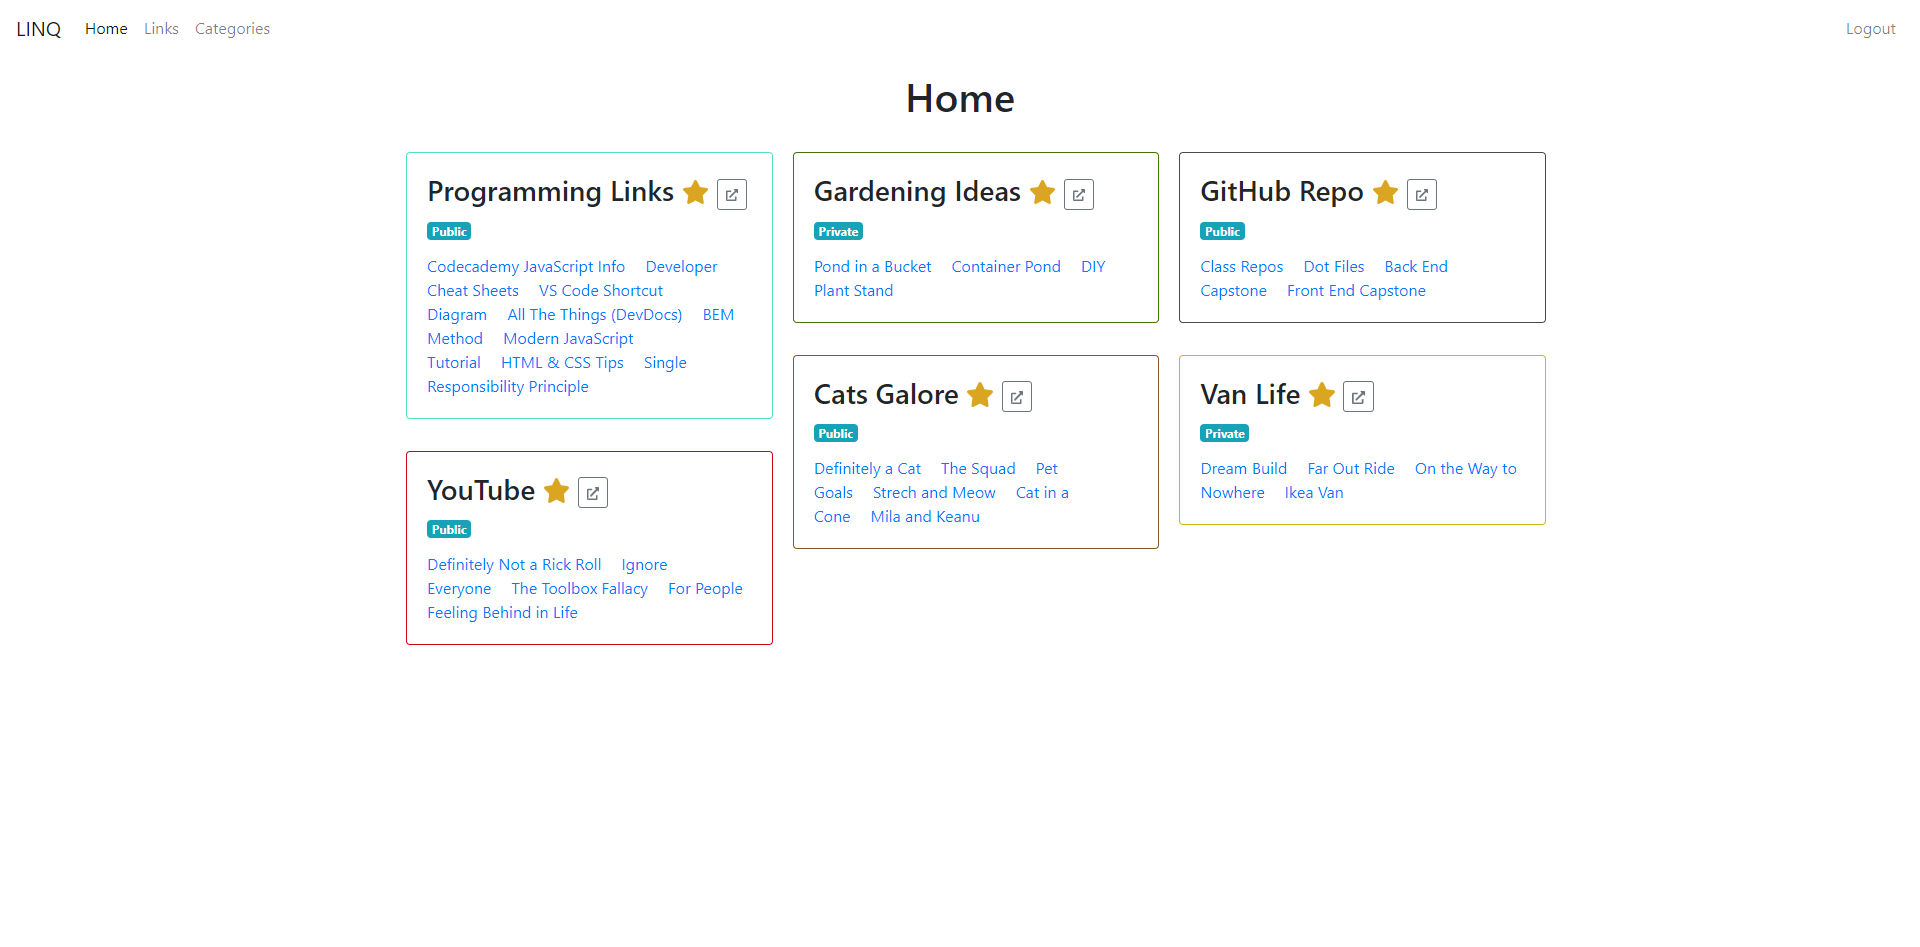 LINQ Home Links Categories Logout
Home
Programming Links
Public
Codecademy JavaScript Info Developer
Cheat Sheets VS Code Shortcut
Diagram All The Things (DevDocs) BEM
Method Modern JavaScript
Tutorial HTML & CSS Tips Single
Responsibility Principle
YouTube
Public
Definitely Not a Rick Roll Ignore
Everyone The Toolbox Fallacy For People
Feeling Behind in Life
Gardening Ideas
Private
Pond in a Bucket Container Pond DIY
Plant Stand
Cats Galore
Public
Definitely a Cat The Squad Pet
Goals Strech and Meow Cat in a
Cone Mila and Keanu
GitHub Repo
Public
Class Repos Dot Files Back End
Capstone Front End Capstone
Van Life
Private
Dream Build Far Out Ride On the Way to
Nowhere Ikea Van